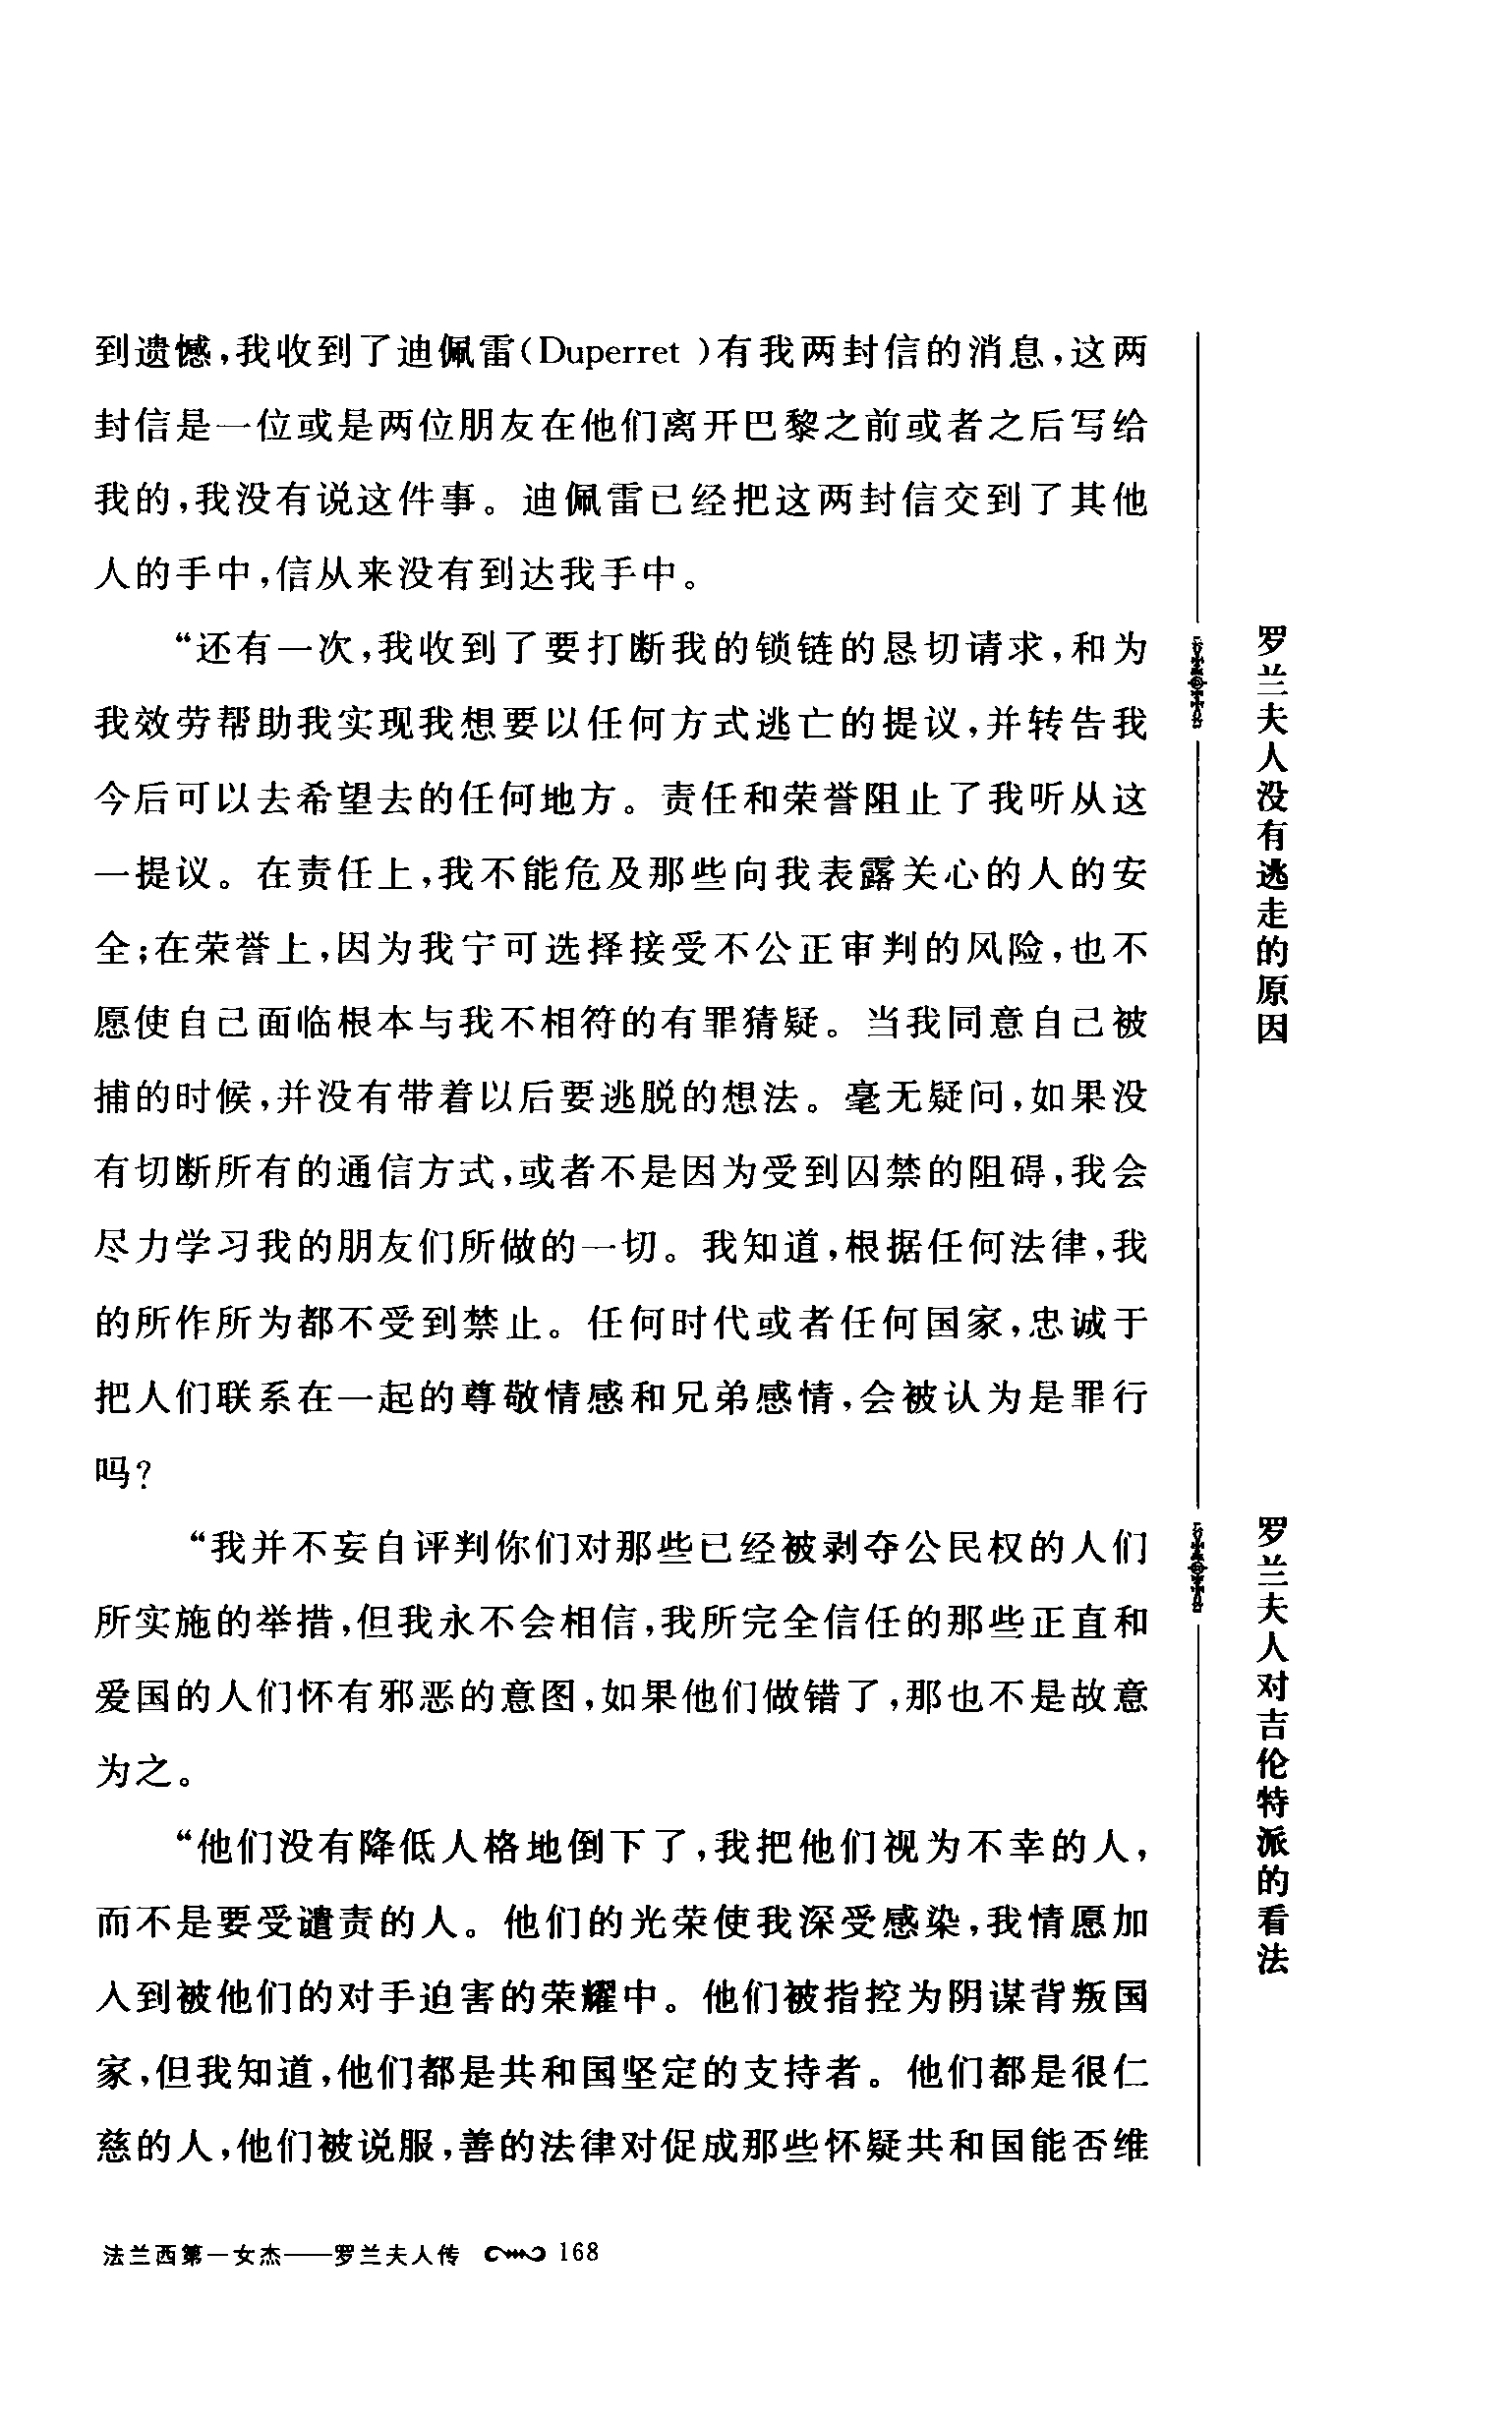 到遗憾,我收到了迪佩雷(Duperret )有我两封信的消息,这两
封信是一位或是两位朋友在他们离开巴黎之前或者之后写给
我的,我没有说这件事。迪佩雷已经把这两封信交到了其他
人的手中,信从来没有到达我手中。
“还有一次,我收到了要打断我的锁链的恳切请求,和为
我效劳帮助我实现我想要以任何方式逃亡的提议,并转告我
今后可以去希望去的任何地方。责任和荣誉阻止了我听从这
一提议。在责任上,我不能危及那些向我表露关心的人的安
全;在荣誉上,因为我宁可选择接受不公正审判的风险,也不
愿使自己面临根本与我不相符的有罪猜疑。当我同意自己被
捕的时候,并没有带着以后要逃脱的想法。毫无疑问,如果没
有切断所有的通信方式,或者不是因为受到囚禁的阻碍,我会
尽力学习我的朋友们所做的一切。我知道,根据任何法律,我
的所作所为都不受到禁止。任何时代或者任何国家,忠诚于
把人们联系在一起的尊敬情感和兄弟感情,会被认为是罪行
吗?
“我并不妄自评判你们对那些已经被剥夺公民权的人们
所实施的举措,但我永不会相信,我所完全信任的那些正直和
爱国的人们怀有邪恶的意图,如果他们做错了,那也不是故意
为之。
“他们没有降低人格地倒下了,我把他们视为不幸的人,
而不是要受谴责的人。他们的光荣使我深受感染,我情愿加
入到被他们的对手迫害的荣耀中。他们被指控为阴谋背叛国
家,但我知道,他们都是共和国坚定的支持者。他们都是很仁
慈的人,他们被说服,善的法律对促成那些怀疑共和国能否维
罗兰夫人没有逃走的原因
罗兰夫人对吉伦特派的看法
法兰西第一女杰——罗兰夫人传 168